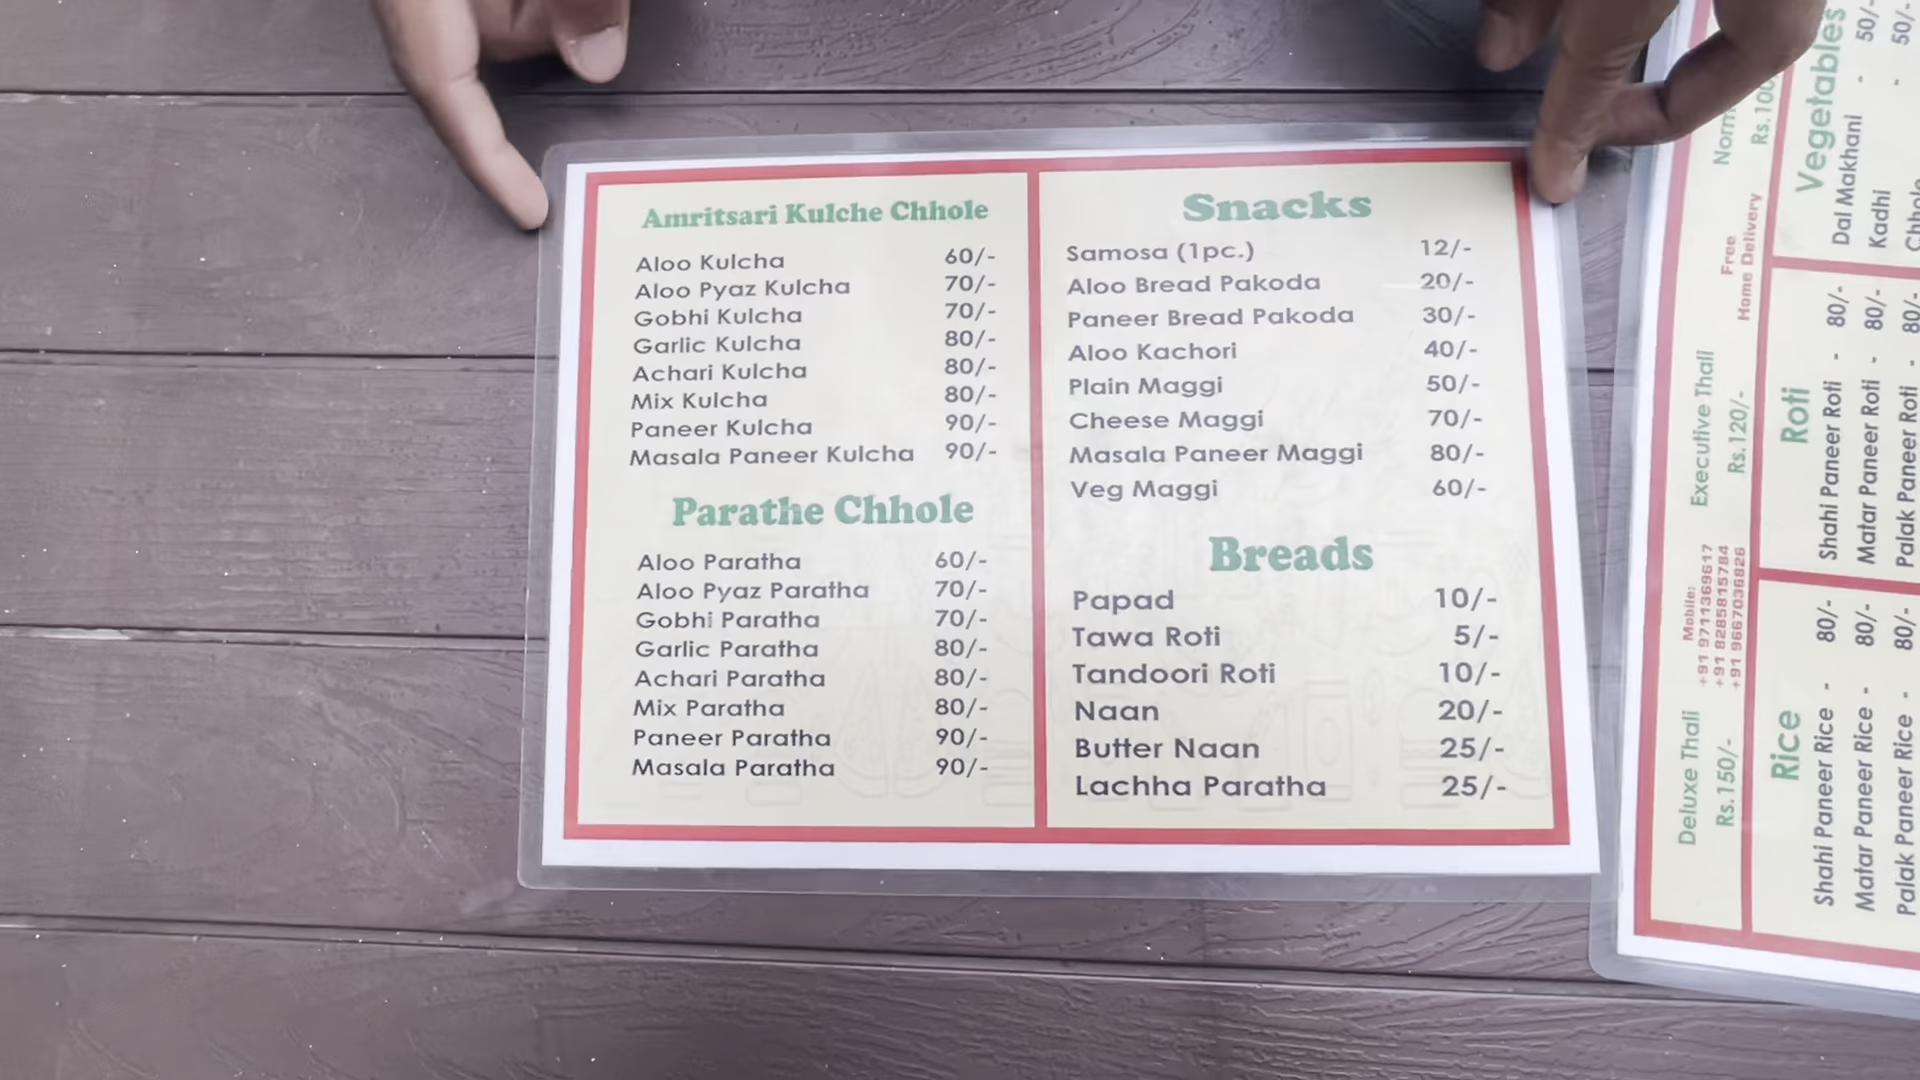 Amritsari Kulche Chhole
Aloo Kulcha 60/-
Aloo Pyaz Kulcha 70/-
Gobhi Kulcha 70/-
Garlic Kulcha 80/-
Achari Kulcha 80/-
Mix Kulcha 80/-
Paneer Kulcha 90/-
Masala Paneer Kulcha 90/-
Parathe Chhole
Aloo Paratha 60/-
Aloo Pyaz Paratha 70/-
Gobhi Paratha 70/-
Garlic Paratha 80/-
Achari Paratha 80/-
Mix Paratha 80/-
Paneer Paratha 90/-
Masala Paratha 90/-
Snacks
Samosa (1pc.) 12/-
Aloo Bread Pakoda 20/-
Paneer Bread Pakoda 30/-
Aloo Kachori 40/-
Plain Maggi 50/-
Cheese Maggi 70/-
Masala Paneer Maggi 80/-
Veg Maggi 60/-
Breads
Papad 10/-
Tawa Roti 5/-
Tandoori Roti 10/-
Naan 20/-
Butter Naan 25/-
Lachha Paratha 25/-
Deluxe Thali
Rs.150/-
Mobile:
+91 9711369617
+91 8285815784
+91 9667036826
Executive Thali
Rs.120/-
Free
Home Delivery
Rice
Shahi Paneer Rice - 80/-
Matar Paneer Rice - 80/-
Palak Paneer Rice - 80/-
Roti
Shahi Paneer Roti - 80/-
Matar Paneer Roti - 80/-
Palak Paneer Roti - 80/-
Vegetables
Dal Makhani - 50/-
Kadhi - 50/-